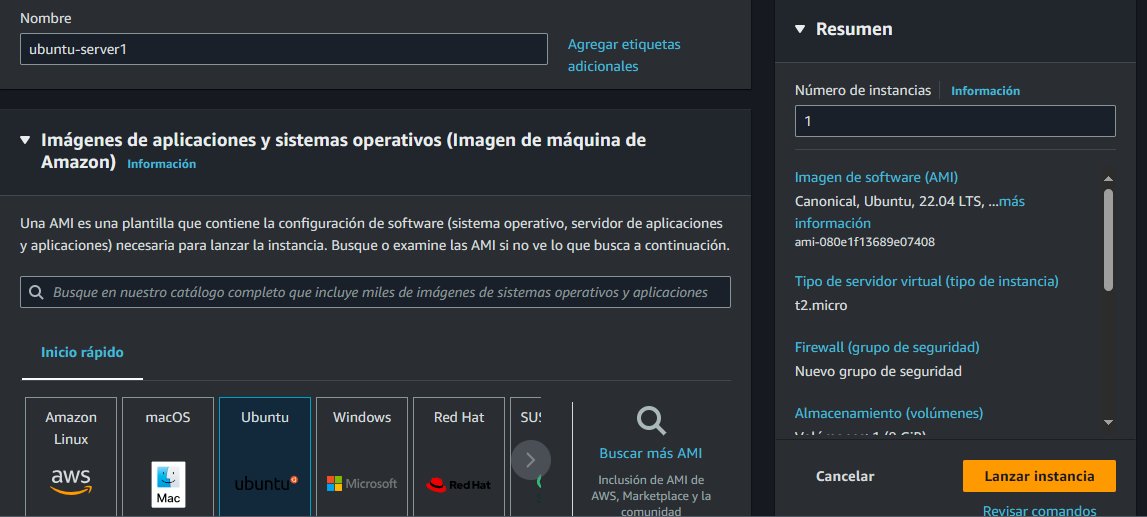 Nombre
ubuntu-server1
Agregar etiquetas
adicionales
Imágenes de aplicaciones y sistemas operativos (Imagen de máquina de
Amazon) Información
Una AMI es una plantilla que contiene la configuración de software (sistema operativo, servidor de aplicaciones
y aplicaciones) necesaria para lanzar la instancia. Busque o examine las AMI si no ve lo que busca a continuación.
Busque en nuestro catálogo completo que incluye miles de imágenes de sistemas operativos y aplicaciones
Inicio rápido
Amazon
Linux
aws
macOS
Mac
Ubuntu
ubuntu
Windows
Microsoft
Red Hat
Red Hat
SUS
Buscar más AMI
Inclusión de AMI de
AWS, Marketplace y la
comunidad
Resumen
Número de instancias Información
1
Imagen de software (AMI)
Canonical, Ubuntu, 22.04 LTS, ...más
información
ami-080e1f13689e07408
Tipo de servidor virtual (tipo de instancia)
t2.micro
Firewall (grupo de seguridad)
Nuevo grupo de seguridad
Almacenamiento (volúmenes)
Cancelar
Lanzar instancia
Revisar comandos